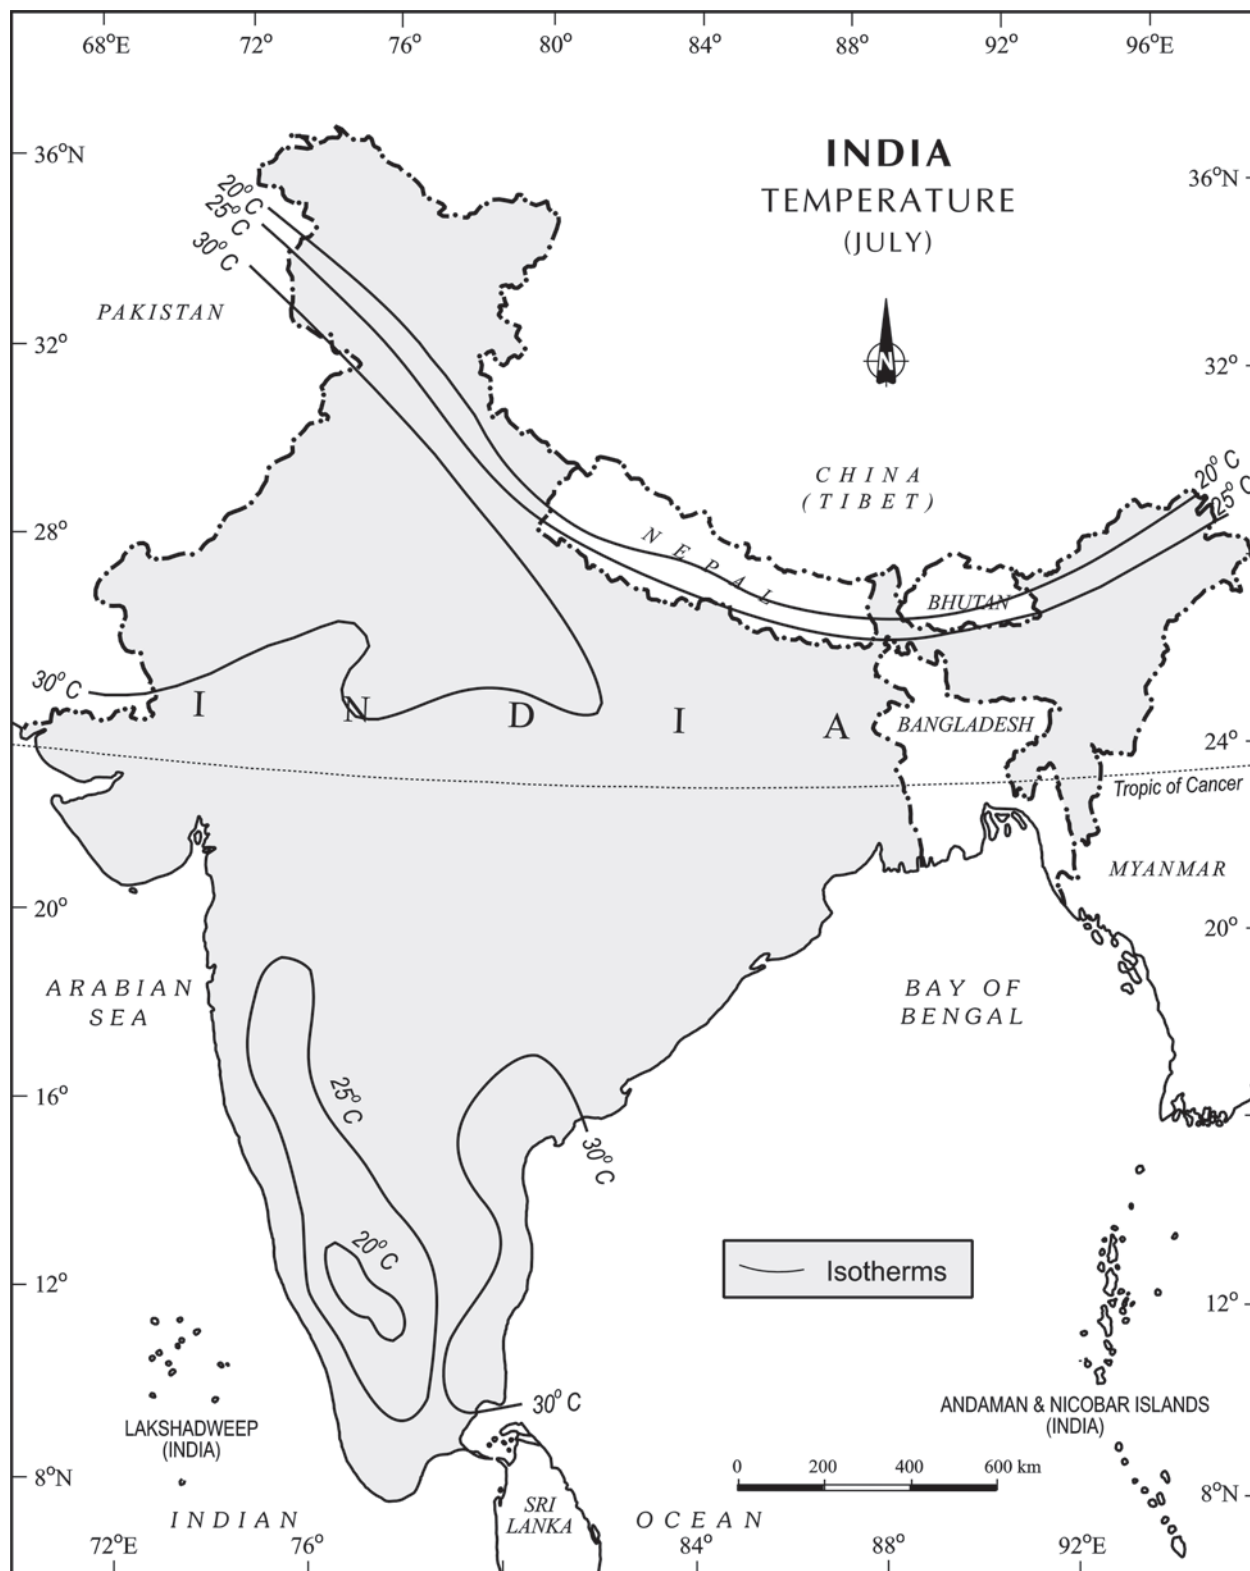 68°E 72° 76° 80° 84° 88° 92° 96°E
INDIA
TEMPERATURE
(JULY)
36°N
36°N
20° C
25° C
30° C
PAKISTAN
N
32°
32°
CHINA
(TIBET)
20° C
25° C
28°
NEPAL
BHUTAN
30° C
I N D I A
BANGLADESH
24°
Tropic of Cancer
MYANMAR
20°
20°
ARABIAN
SEA
BAY OF
BENGAL
16°
25° C
30° C
20° C
12°
12°
Isotherms
30° C
LAKSHADWEEP
(INDIA)
ANDAMAN & NICOBAR ISLANDS
(INDIA)
8°N
8°N
0 200 400 600 km
SRI
LANKA
INDIAN OCEAN
72°E 76° 84° 88° 92°E